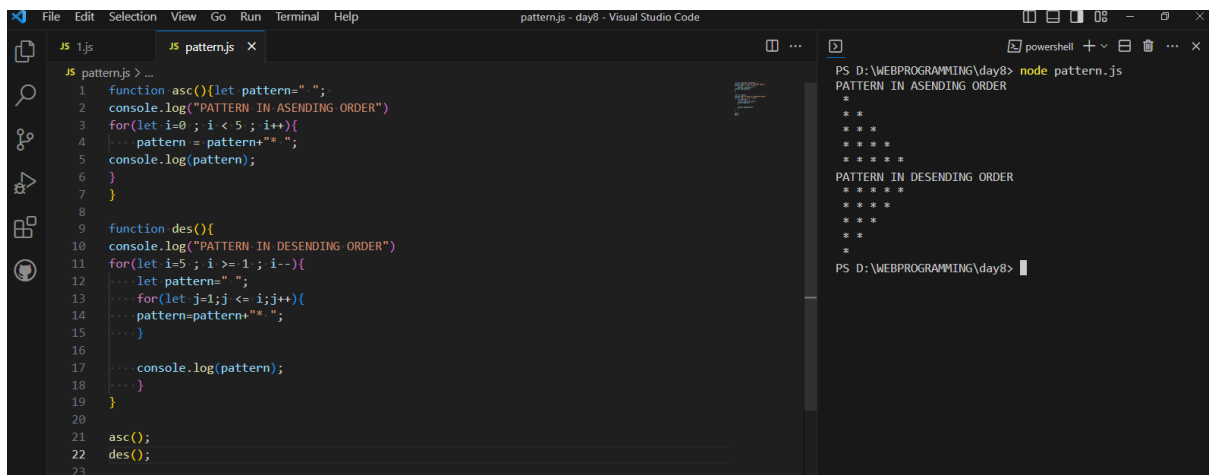 File Edit Selection View Go Run Terminal Help
pattern.js - day8 - Visual Studio Code
JS 1.js
JS pattern.js
JS pattern.js > ...
1 function asc(){let pattern=" ";
2 console.log("PATTERN IN ASENDING ORDER")
3 for(let i=0 ; i < 5 ; i++){
4     pattern = pattern+"* ";
5 console.log(pattern);
6 }
7 }
8
9 function des(){
10 console.log("PATTERN IN DESENDING ORDER")
11 for(let i=5 ; i >= 1 ; i--){
12     let pattern=" ";
13     for(let j=1;j <= i;j++){
14     pattern=pattern+"* ";
15     }
16
17     console.log(pattern);
18     }
19 }
20
21 asc();
22 des();
23
powershell
PS D:\WEBPROGRAMMING\day8> node pattern.js
PATTERN IN ASENDING ORDER
 *
 * *
 * * *
 * * * *
 * * * * *
PATTERN IN DESENDING ORDER
 * * * * *
 * * * *
 * * *
 * *
 *
PS D:\WEBPROGRAMMING\day8>